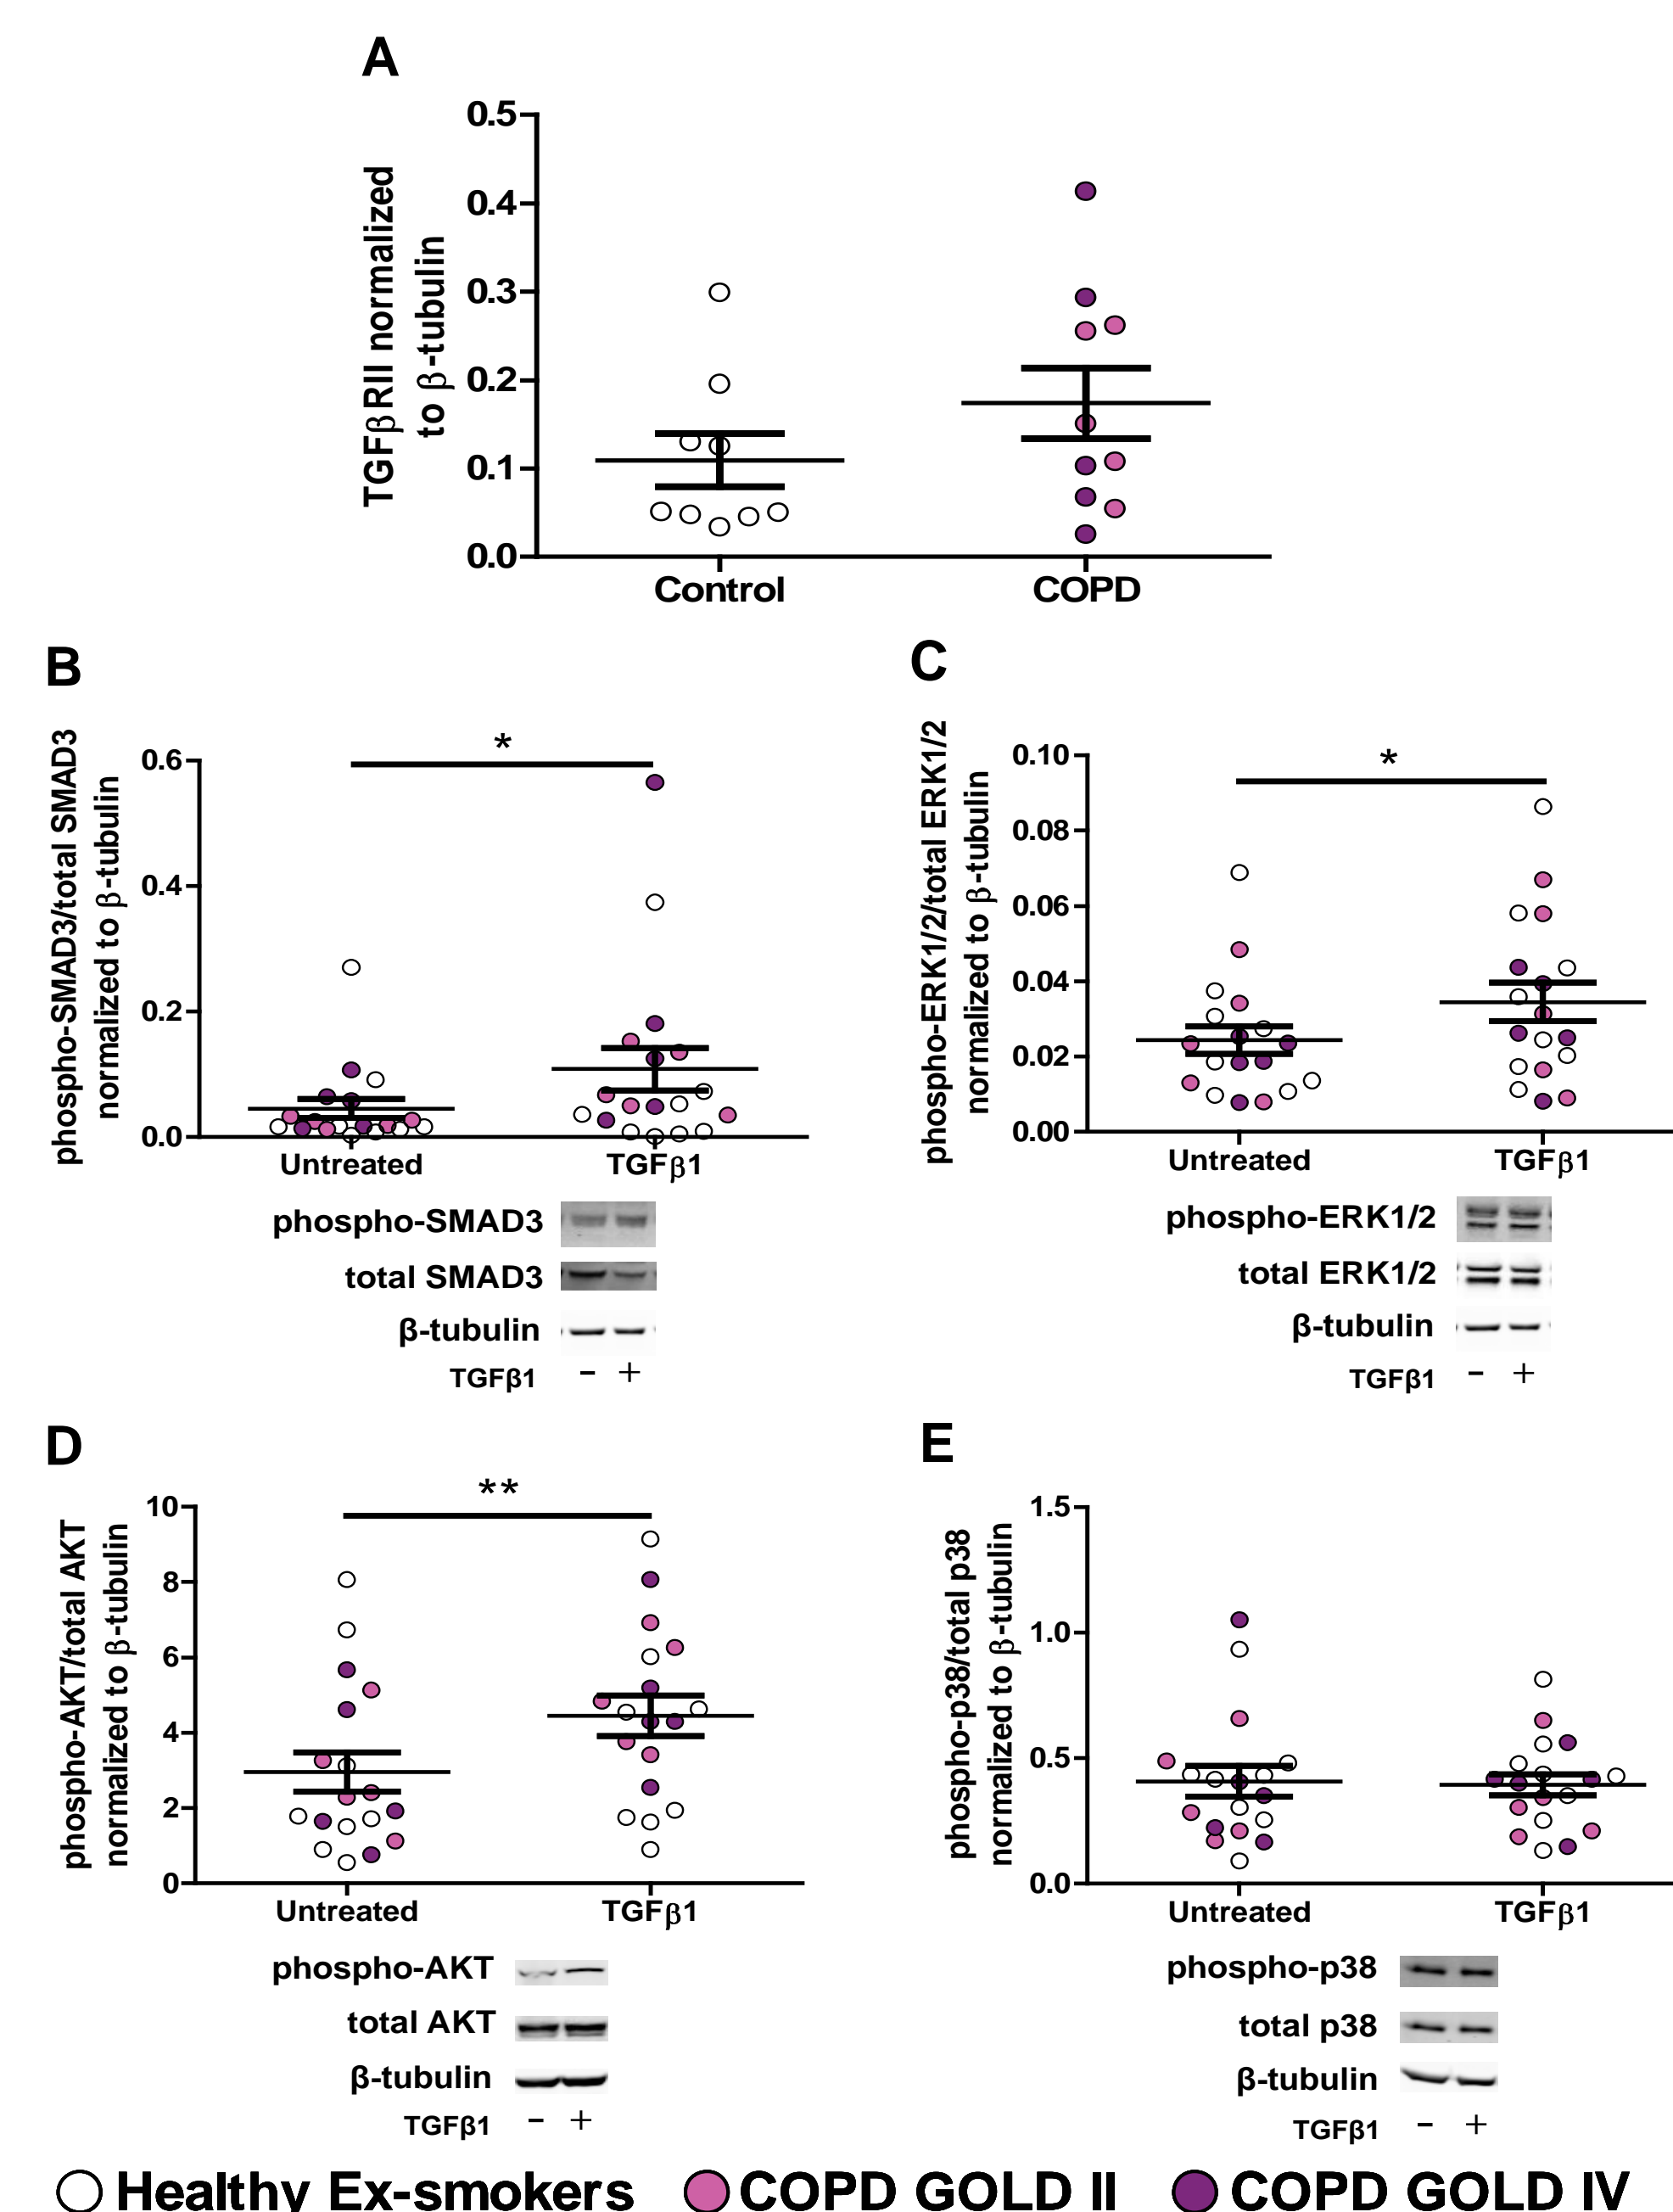 A
0.5
0.4
0.3
0.2
0.1
0.0
TGFβRII normalized
to β-tubulin
Control
COPD
B
phospho-SMAD3/total SMAD3
normalized to β-tubulin
0.6
0.4
0.2
0.0
*
Untreated
TGFβ1
phospho-SMAD3
total SMAD3
β-tubulin
TGFβ1 - +
C
phospho-ERK1/2/total ERK1/2
normalized to β-tubulin
0.10
0.08
0.06
0.04
0.02
0.00
*
Untreated
TGFβ1
phospho-ERK1/2
total ERK1/2
β-tubulin
TGFβ1 - +
D
phospho-AKT/total AKT
normalized to β-tubulin
10
8
6
4
2
0
**
Untreated
TGFβ1
phospho-AKT
total AKT
β-tubulin
TGFβ1 - +
E
phospho-p38/total p38
normalized to β-tubulin
1.5
1.0
0.5
0.0
Untreated
TGFβ1
phospho-p38
total p38
β-tubulin
TGFβ1 - +
Healthy Ex-smokers COPD GOLD II COPD GOLD IV